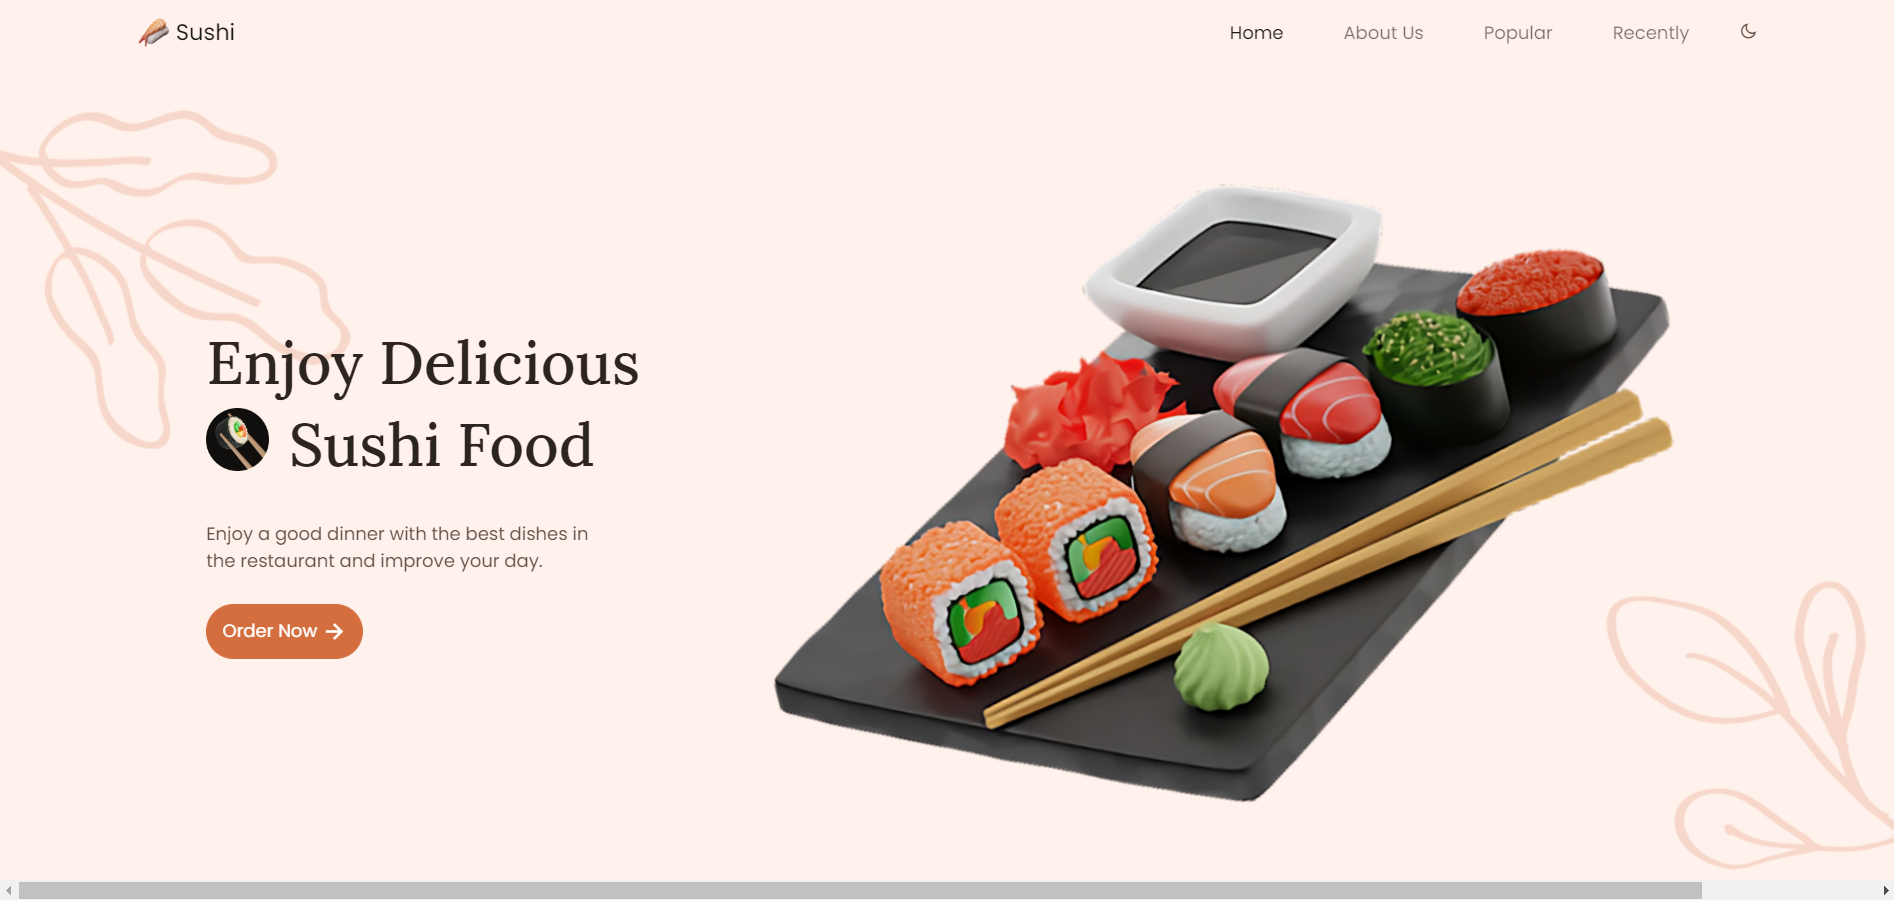 Sushi
Home
About Us
Popular
Recently
Enjoy Delicious
Sushi Food
Enjoy a good dinner with the best dishes in
the restaurant and improve your day.
Order Now